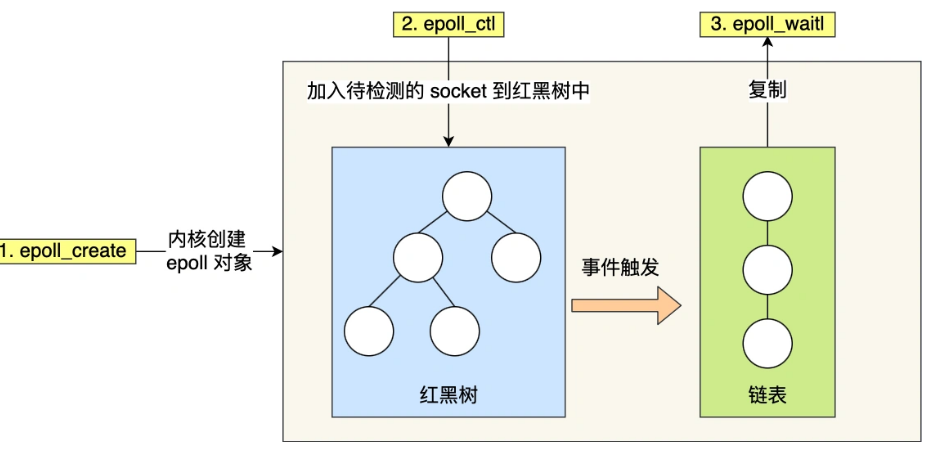 2. epoll_ctl
3. epoll_waitl
加入待检测的 socket 到红黑树中
复制
1. epoll_create
内核创建
epoll 对象
事件触发
红黑树
链表